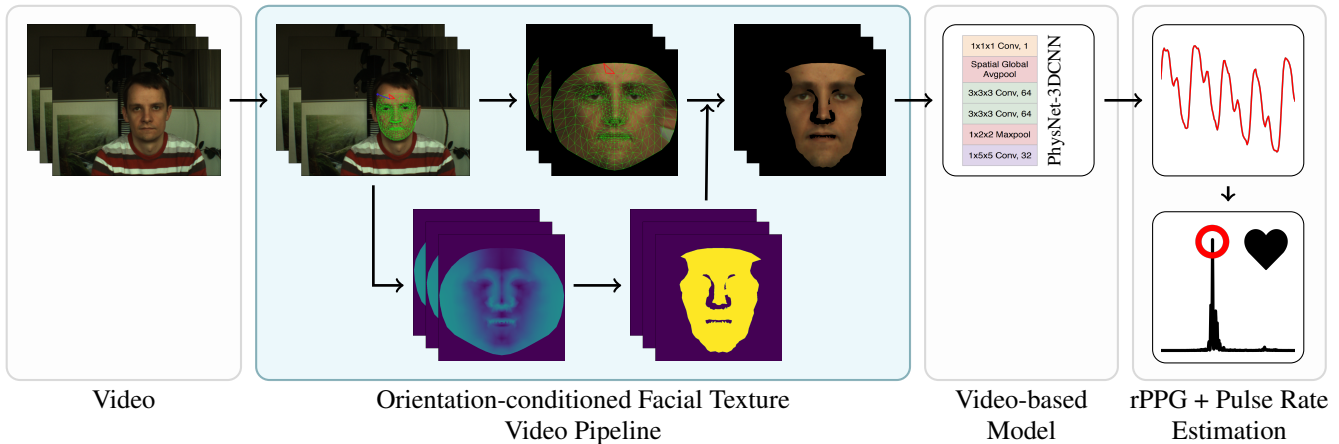 1x1x1 Conv, 1
Spatial Global
Avgpool
3x3x3 Conv, 64
3x3x3 Conv, 64
1x2x2 Maxpool
1x5x5 Conv, 32
PhysNet-3DCNN
Video
Orientation-conditioned Facial Texture
Video Pipeline
Video-based
Model
rPPG + Pulse Rate
Estimation